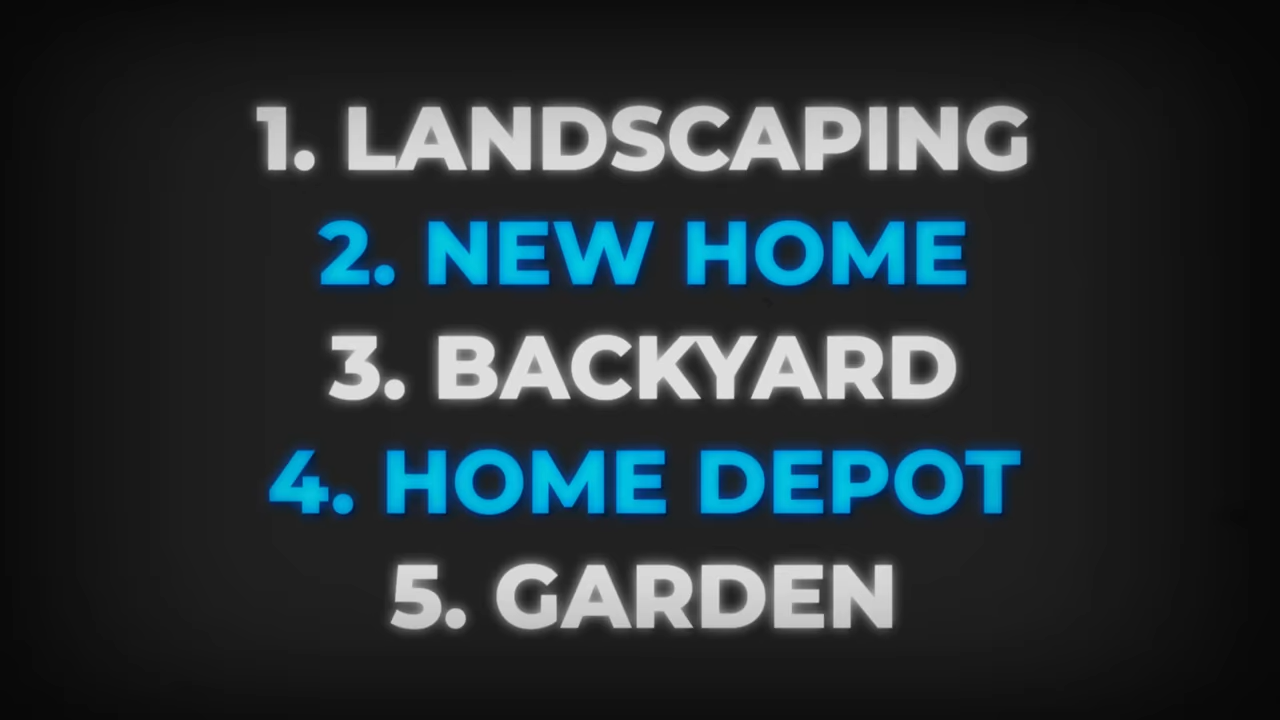 1. LANDSCAPING
2. NEW HOME
3. BACKYARD
4. HOME DEPOT
5. GARDEN